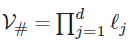 𝒱_# = ∏_{j=1}^{d} ℓ_j